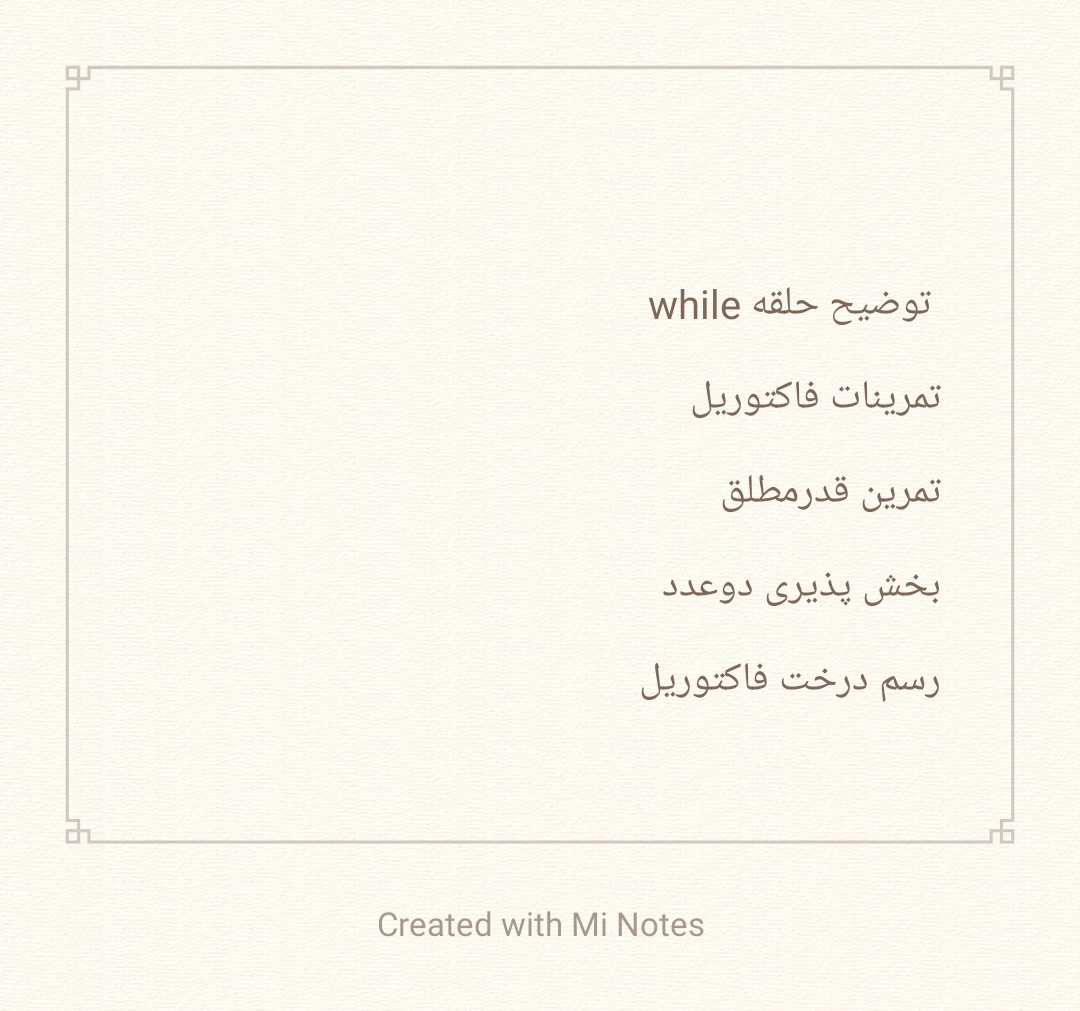 توضیح حلقه while
تمرینات فاکتوریل
تمرین قدرمطلق
بخش پذیری دوعدد
رسم درخت فاکتوریل
Created with Mi Notes